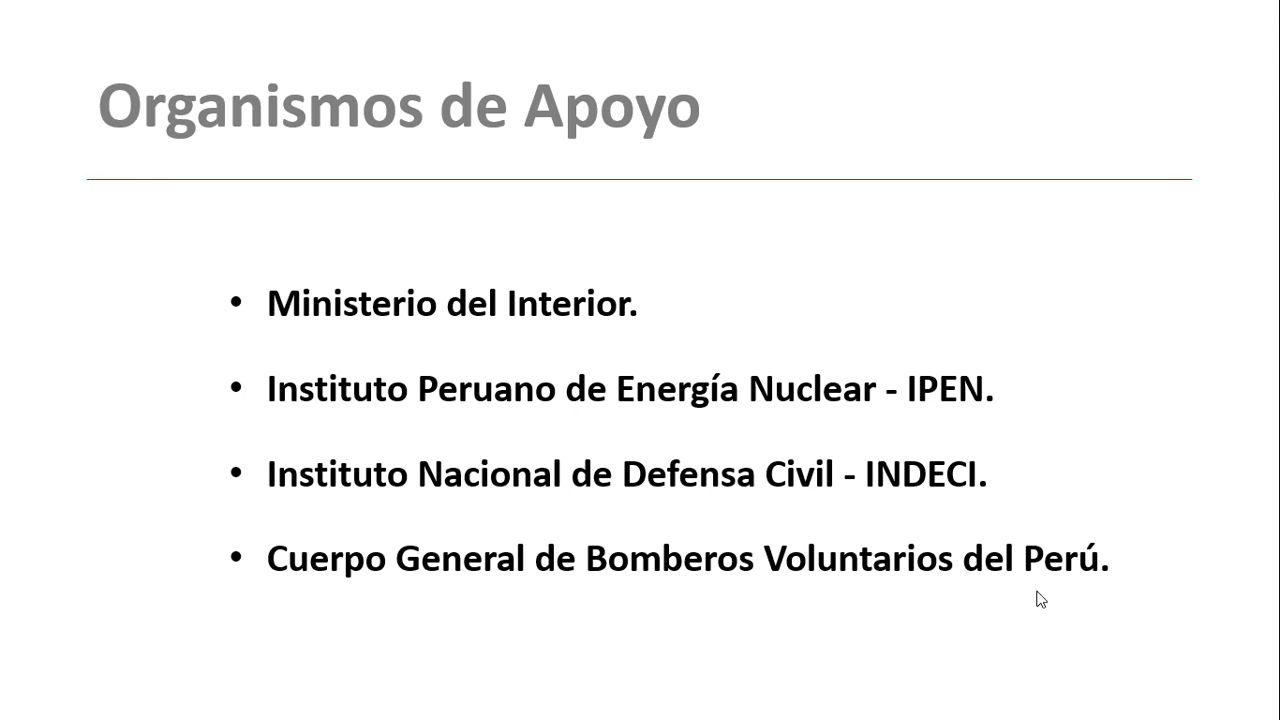 Organismos de Apoyo
• Ministerio del Interior.
• Instituto Peruano de Energía Nuclear - IPEN.
• Instituto Nacional de Defensa Civil - INDECI.
• Cuerpo General de Bomberos Voluntarios del Perú.